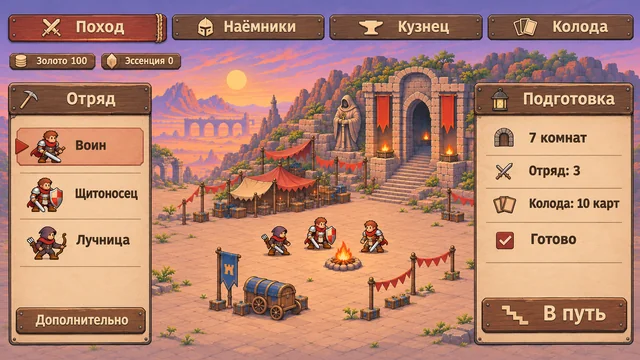 Поход
Наёмники
Кузнец
Колода
Золото 100
Эссенция 0
Отряд
Воин
Щитоносец
Лучница
Дополнительно
Подготовка
7 комнат
Отряд: 3
Колода: 10 карт
Готово
В путь